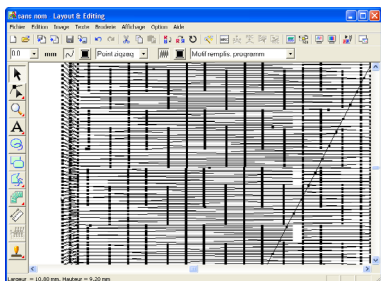 sans nom - Layout & Editing
Fichier Edition Image Texte Broderie Affichage Option Aide
0.0 mm Point zigzag Motif remplis. programm
A
Largeur = 10.80 mm, Hauteur = 9.20 mm